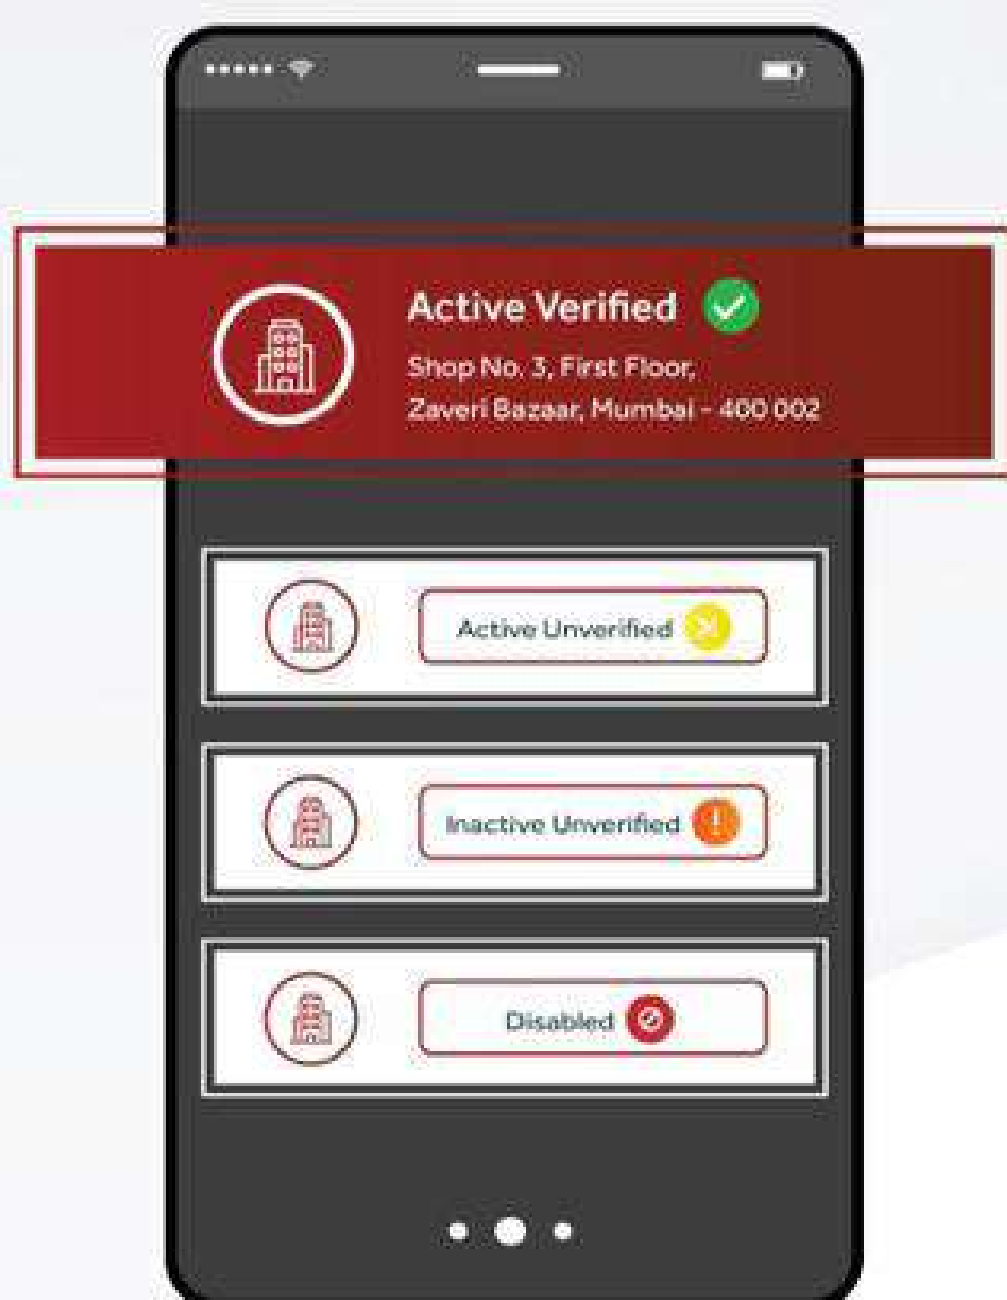 Active Verified
Shop No. 3, First Floor,
Zaveri Bazaar, Mumbai - 400 002
Active Unverified
Inactive Unverified
Disabled